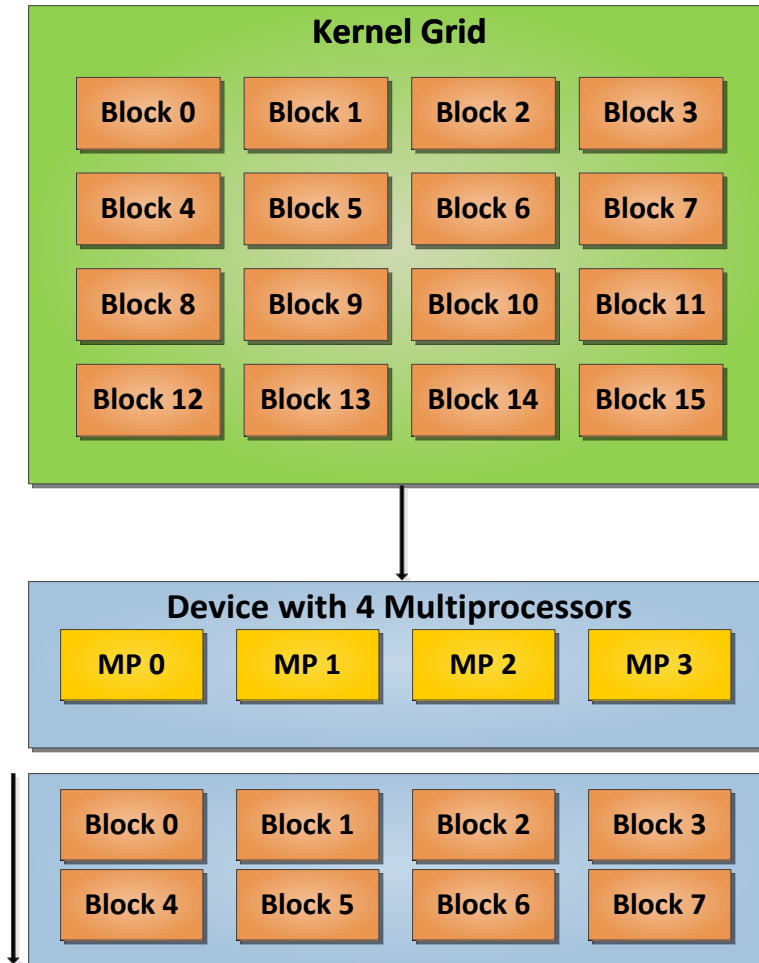 Kernel Grid
Block 0 Block 1 Block 2 Block 3
Block 4 Block 5 Block 6 Block 7
Block 8 Block 9 Block 10 Block 11
Block 12 Block 13 Block 14 Block 15
Device with 4 Multiprocessors
MP 0 MP 1 MP 2 MP 3
Block 0 Block 1 Block 2 Block 3
Block 4 Block 5 Block 6 Block 7